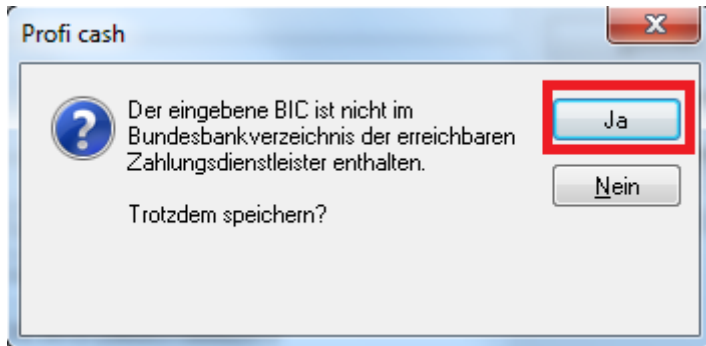 Profi cash
Der eingebene BIC ist nicht im
Bundesbankverzeichnis der erreichbaren
Zahlungsdienstleister enthalten.
Trotzdem speichern?
Ja
Nein